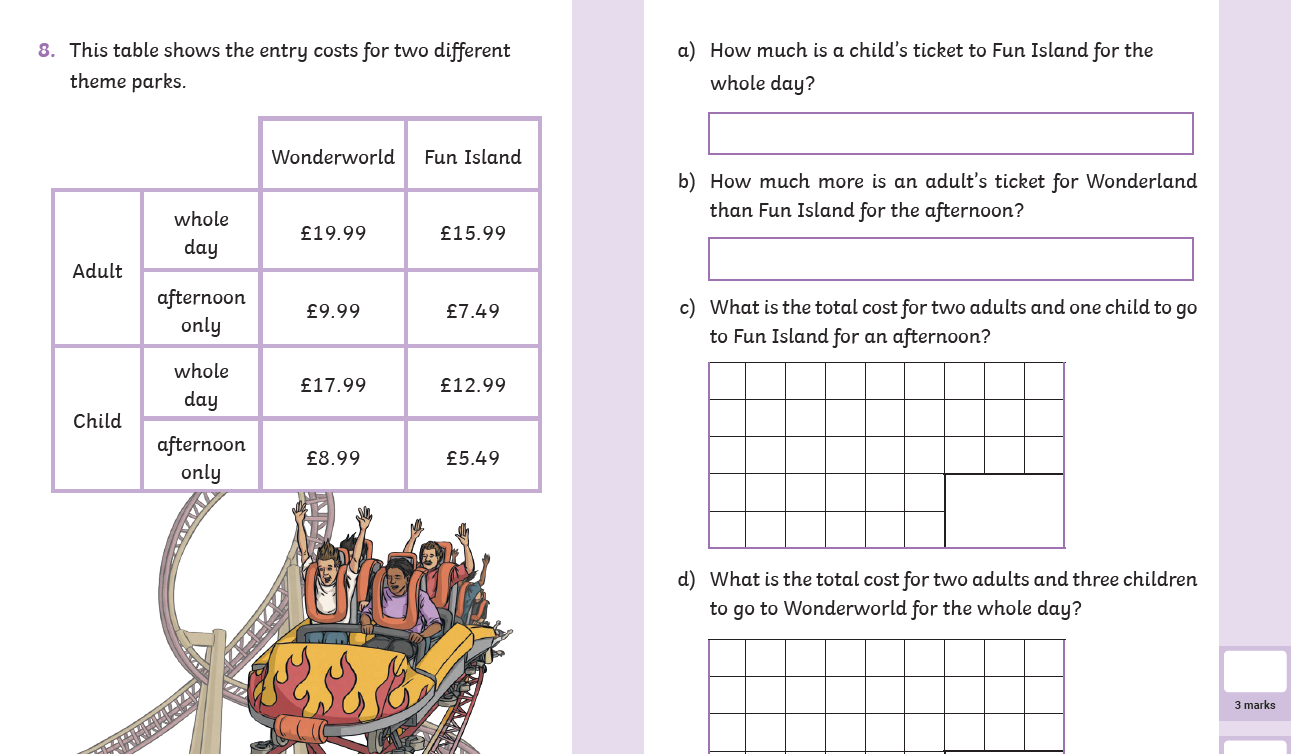 8. This table shows the entry costs for two different
theme parks.
Wonderworld Fun Island
Adult
whole
day
£19.99 £15.99
afternoon
only
£9.99 £7.49
Child
whole
day
£17.99 £12.99
afternoon
only
£8.99 £5.49
a) How much is a child's ticket to Fun Island for the
whole day?
b) How much more is an adult's ticket for Wonderland
than Fun Island for the afternoon?
c) What is the total cost for two adults and one child to go
to Fun Island for an afternoon?
d) What is the total cost for two adults and three children
to go to Wonderworld for the whole day?
3 marks